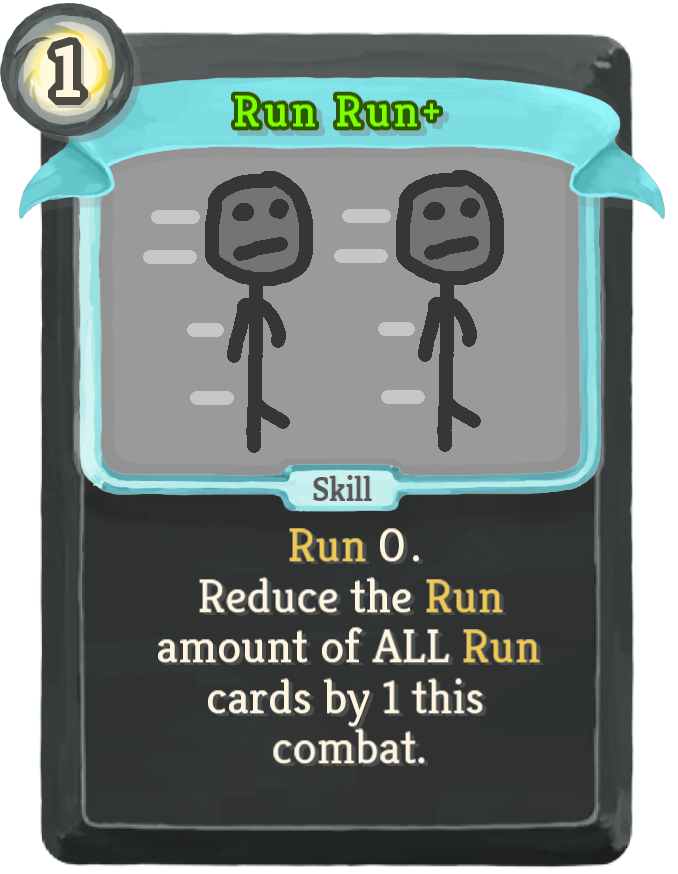 1
Run Run+
Skill
Run 0.
Reduce the Run
amount of ALL Run
cards by 1 this
combat.